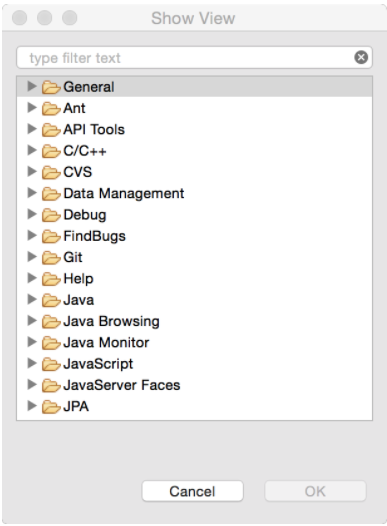 Show View
type filter text
General
Ant
API Tools
C/C++
CVS
Data Management
Debug
FindBugs
Git
Help
Java
Java Browsing
Java Monitor
JavaScript
JavaServer Faces
JPA
Cancel
OK